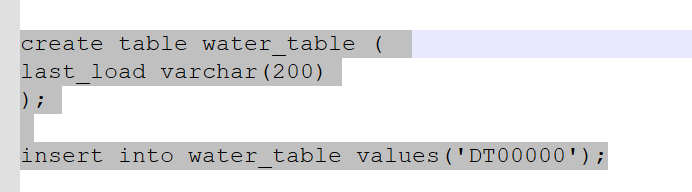 create table water_table (
last_load varchar(200)
);
insert into water_table values('DT00000');